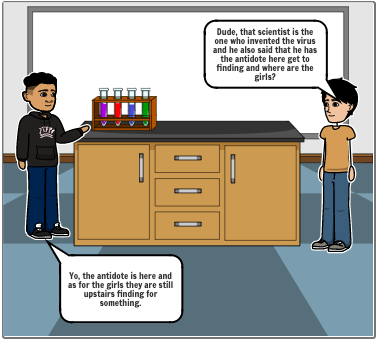 Dude, that scientist is the
one who invented the virus
and he also said that he has
the antidote here get to
finding and where are the
girls?
Yo, the antidote is here and
as for the girls they are still
upstairs finding for
something.